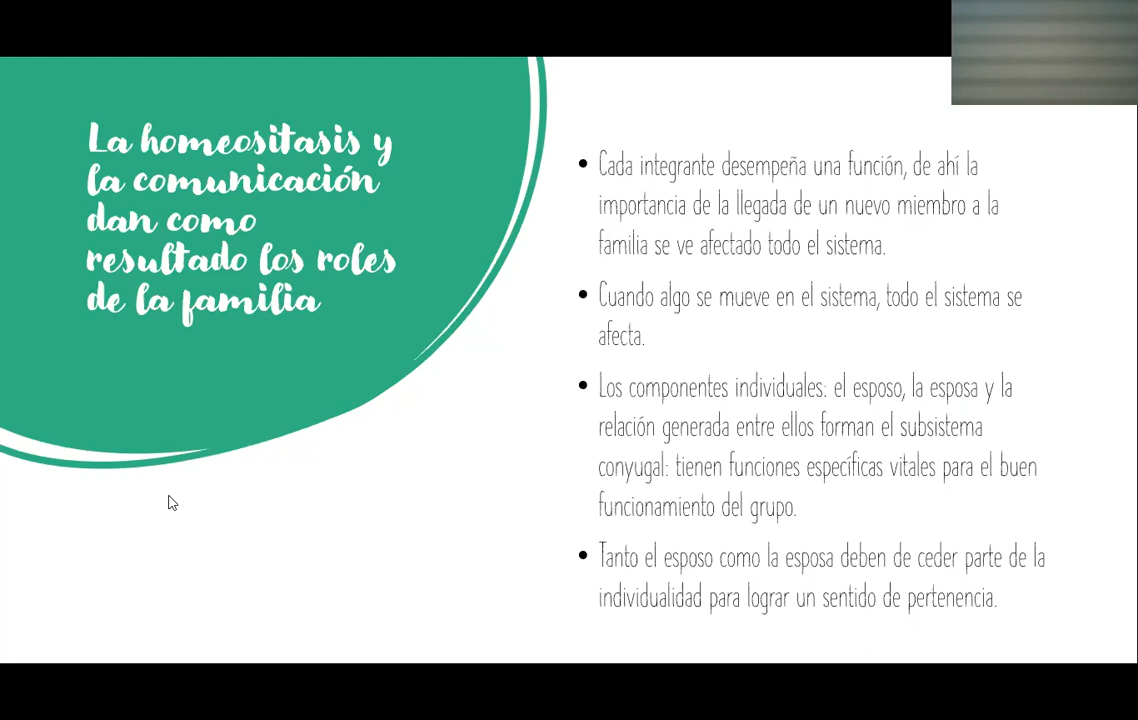 La homeositasis y
la comunicación
dan como
resultado los roles
de la familia
• Cada integrante desempeña una función, de ahí la
importancia de la llegada de un nuevo miembro a la
familia se ve afectado todo el sistema.
• Cuando algo se mueve en el sistema, todo el sistema se
afecta.
• Los componentes individuales: el esposo, la esposa y la
relación generada entre ellos forman el subsistema
conyugal: tienen funciones específicas vitales para el buen
funcionamiento del grupo.
• Tanto el esposo como la esposa deben de ceder parte de la
individualidad para lograr un sentido de pertenencia.